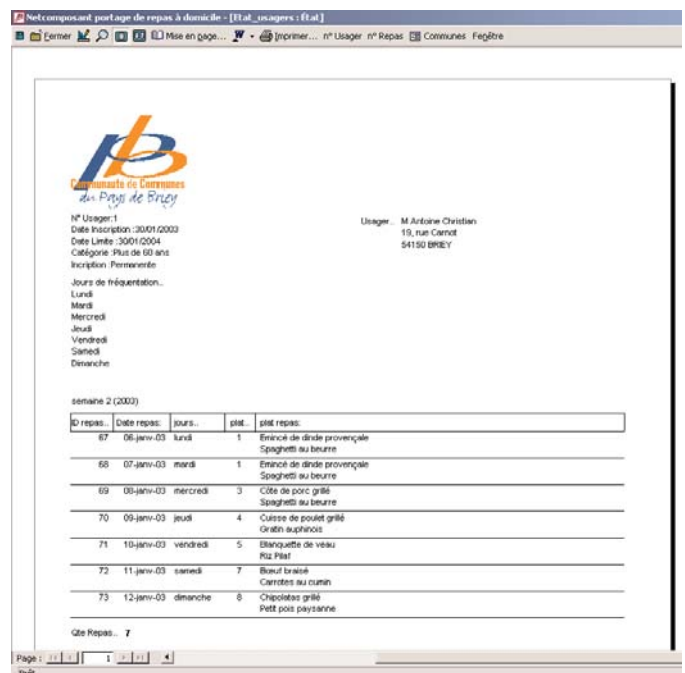 Netcomposant portage de repas à domicile - [Etat_usagers : État]
Fermer Mise en page... Imprimer... n° Usager n° Repas Communes Fenêtre
Communauté de Communes
du Pays de Briey
N° Usager:1
Date Inscription :30/01/2003
Date Limite :30/01/2004
Catégorie :Plus de 60 ans
Incription :Permanente
Usager.. M Antoine Christian
19, rue Carnot
54150 BRIEY
Jours de fréquentation..
Lundi
Mardi
Mercredi
Jeudi
Vendredi
Samedi
Dimanche
semaine 2 (2003)
ID repas.. Date repas: jours.. plat.. plat repas:
67 06-janv-03 lundi 1 Emincé de dinde provençale
Spaghetti au beurre
68 07-janv-03 mardi 1 Emincé de dinde provençale
Spaghetti au beurre
69 08-janv-03 mercredi 3 Côte de porc grillé
Spaghetti au beurre
70 09-janv-03 jeudi 4 Cuisse de poulet grillé
Gratin auphinois
71 10-janv-03 vendredi 5 Blanquette de veau
Riz Pilaf
72 11-janv-03 samedi 7 Bœuf braisé
Carrotes au cumin
73 12-janv-03 dimanche 8 Chipolatas grillé
Petit pois paysanne
Qte Repas.. 7
Page : 1